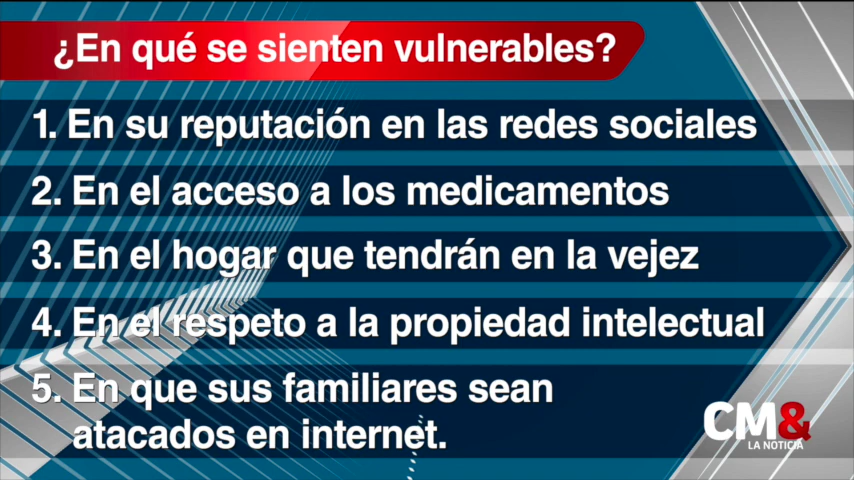 ¿En qué se sienten vulnerables?
1. En su reputación en las redes sociales
2. En el acceso a los medicamentos
3. En el hogar que tendrán en la vejez
4. En el respeto a la propiedad intelectual
5. En que sus familiares sean
atacados en internet.
CM&
LA NOTICIA